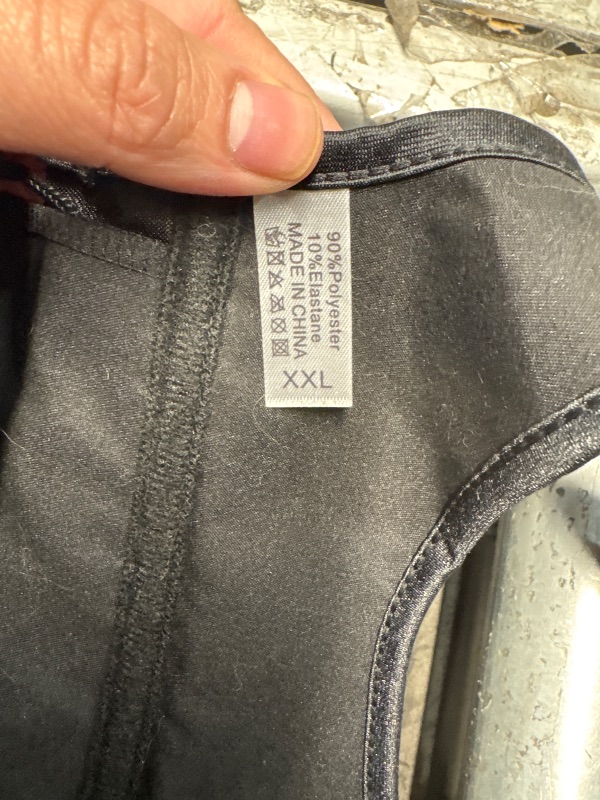 90%Polyester
10%Elastane
MADE IN CHINA
XXL